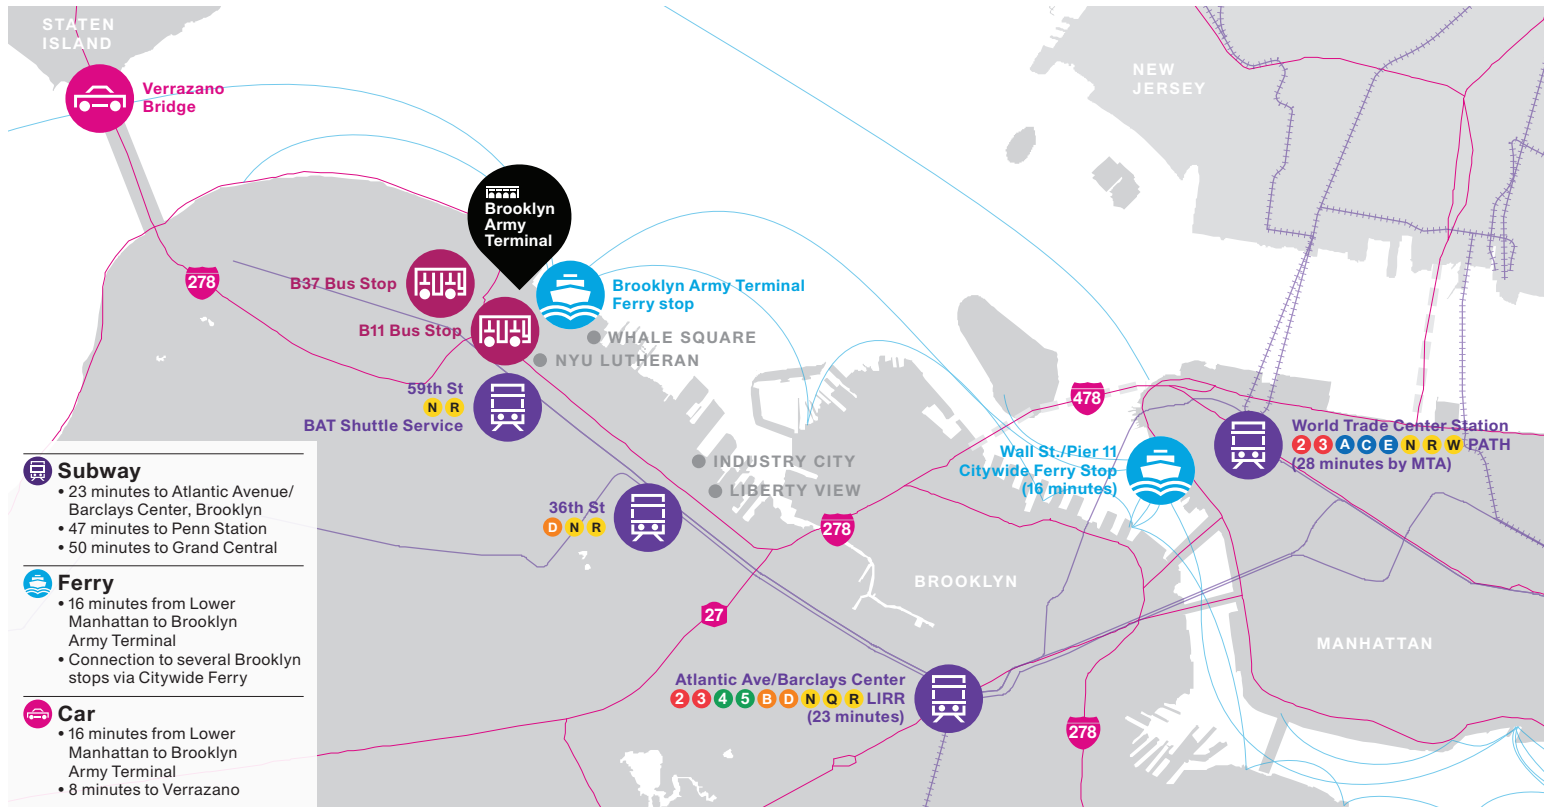 STATEN
ISLAND
Verrazano
Bridge
NEW
JERSEY
Brooklyn
Army
Terminal
278
B37 Bus Stop
Brooklyn Army Terminal
Ferry stop
B11 Bus Stop
WHALE SQUARE
NYU LUTHERAN
59th St
N R
BAT Shuttle Service
478
World Trade Center Station
2 3 A C E N R W PATH
(28 minutes by MTA)
Wall St./Pier 11
Citywide Ferry Stop
(16 minutes)
INDUSTRY CITY
LIBERTY VIEW
36th St
D N R
278
BROOKLYN
27
MANHATTAN
Atlantic Ave/Barclays Center
2 3 4 5 B D N Q R LIRR
(23 minutes)
278
Subway
• 23 minutes to Atlantic Avenue/
Barclays Center, Brooklyn
• 47 minutes to Penn Station
• 50 minutes to Grand Central
Ferry
• 16 minutes from Lower
Manhattan to Brooklyn
Army Terminal
• Connection to several Brooklyn
stops via Citywide Ferry
Car
• 16 minutes from Lower
Manhattan to Brooklyn
Army Terminal
• 8 minutes to Verrazano